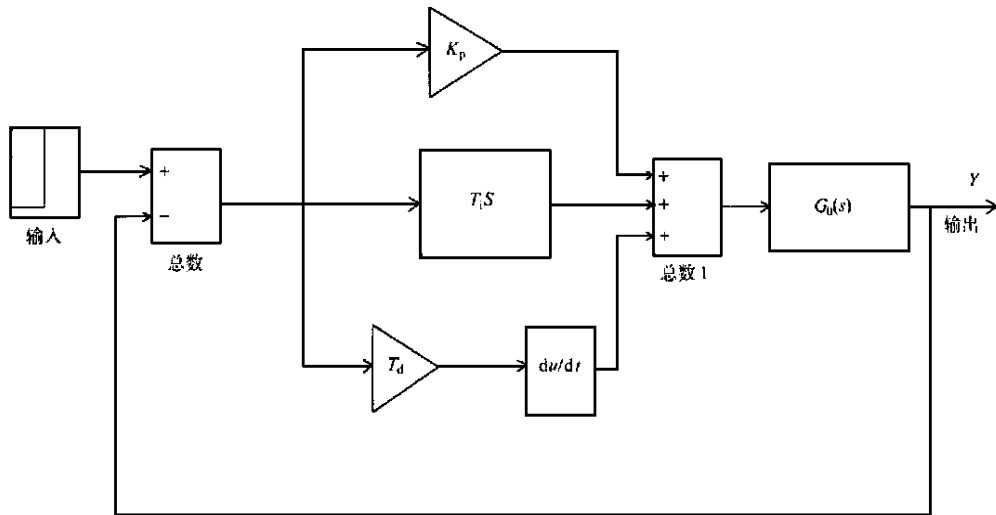 Kp
+
−
输入
总数
TiS
+
+
+
总数 1
G0(s)
Y
输出
Td
du/dt